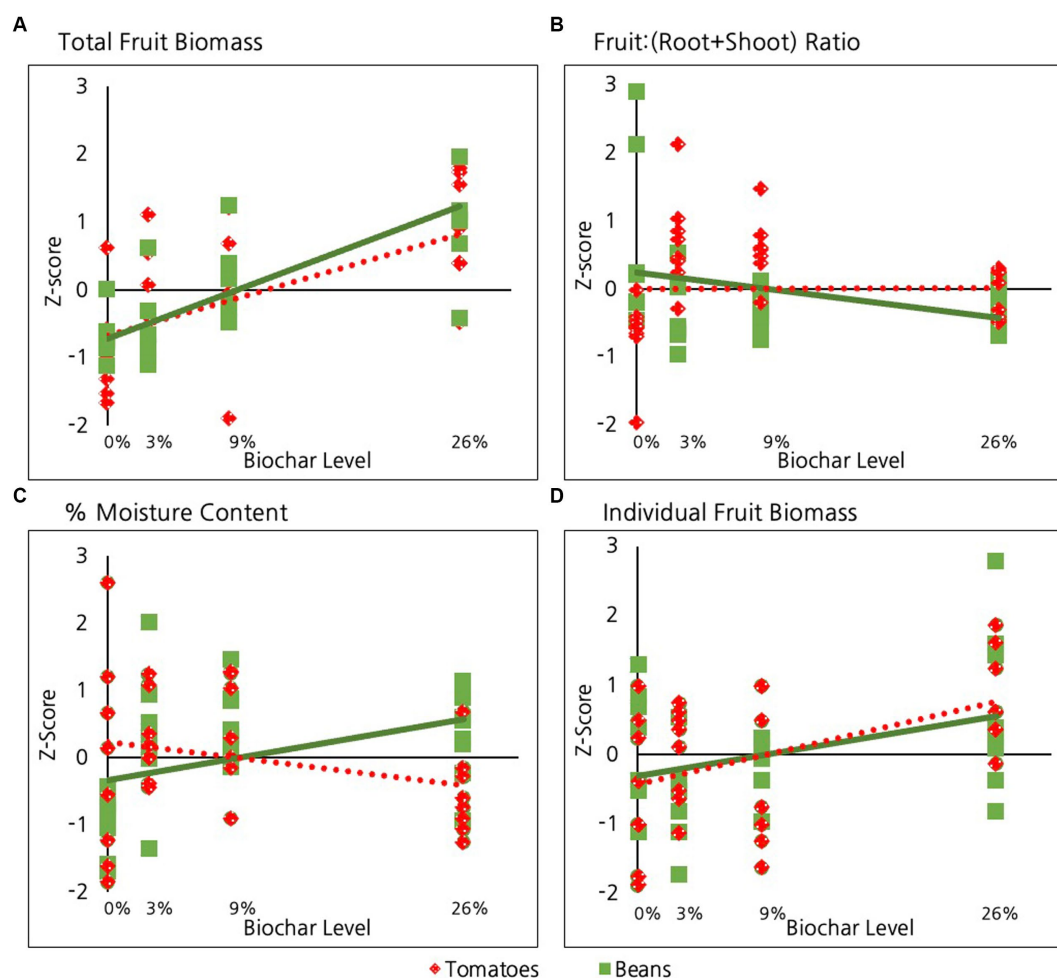 A
Total Fruit Biomass
3
2
1
0
-1
-2
Z-score
0% 3% 9% 26%
Biochar Level
B
Fruit:(Root+Shoot) Ratio
3
2
1
0
-1
-2
Z-score
0% 3% 9% 26%
Biochar Level
C
% Moisture Content
3
2
1
0
-1
-2
Z-Score
0% 3% 9% 26%
Biochar Level
D
Individual Fruit Biomass
3
2
1
0
-1
-2
Z-Score
0% 3% 9% 26%
Biochar Level
Tomatoes Beans